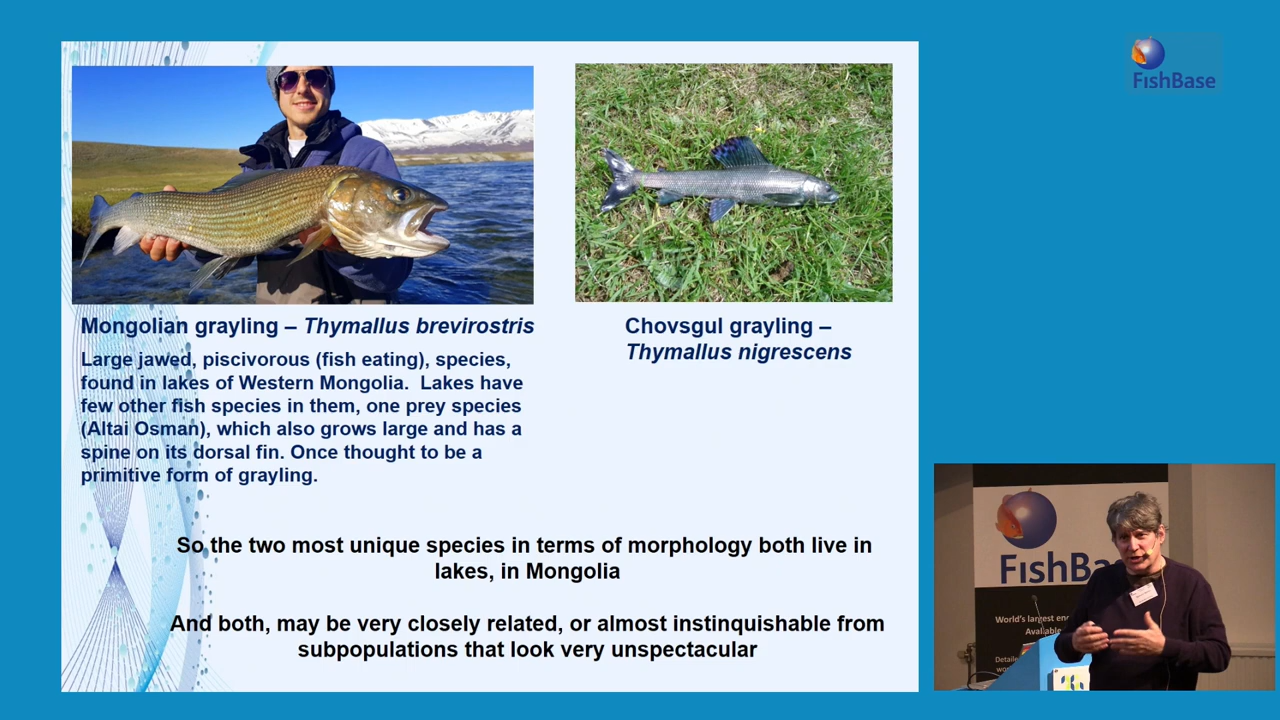 FishBase
Mongolian grayling – Thymallus brevirostris
Large jawed, piscivorous (fish eating), species,
found in lakes of Western Mongolia. Lakes have
few other fish species in them, one prey species
(Altai Osman), which also grows large and has a
spine on its dorsal fin. Once thought to be a
primitive form of grayling.
Chovsgul grayling –
Thymallus nigrescens
So the two most unique species in terms of morphology both live in
lakes, in Mongolia
And both, may be very closely related, or almost instinquishable from
subpopulations that look very unspectacular
FishBa
World's largest en
Available
Detaile